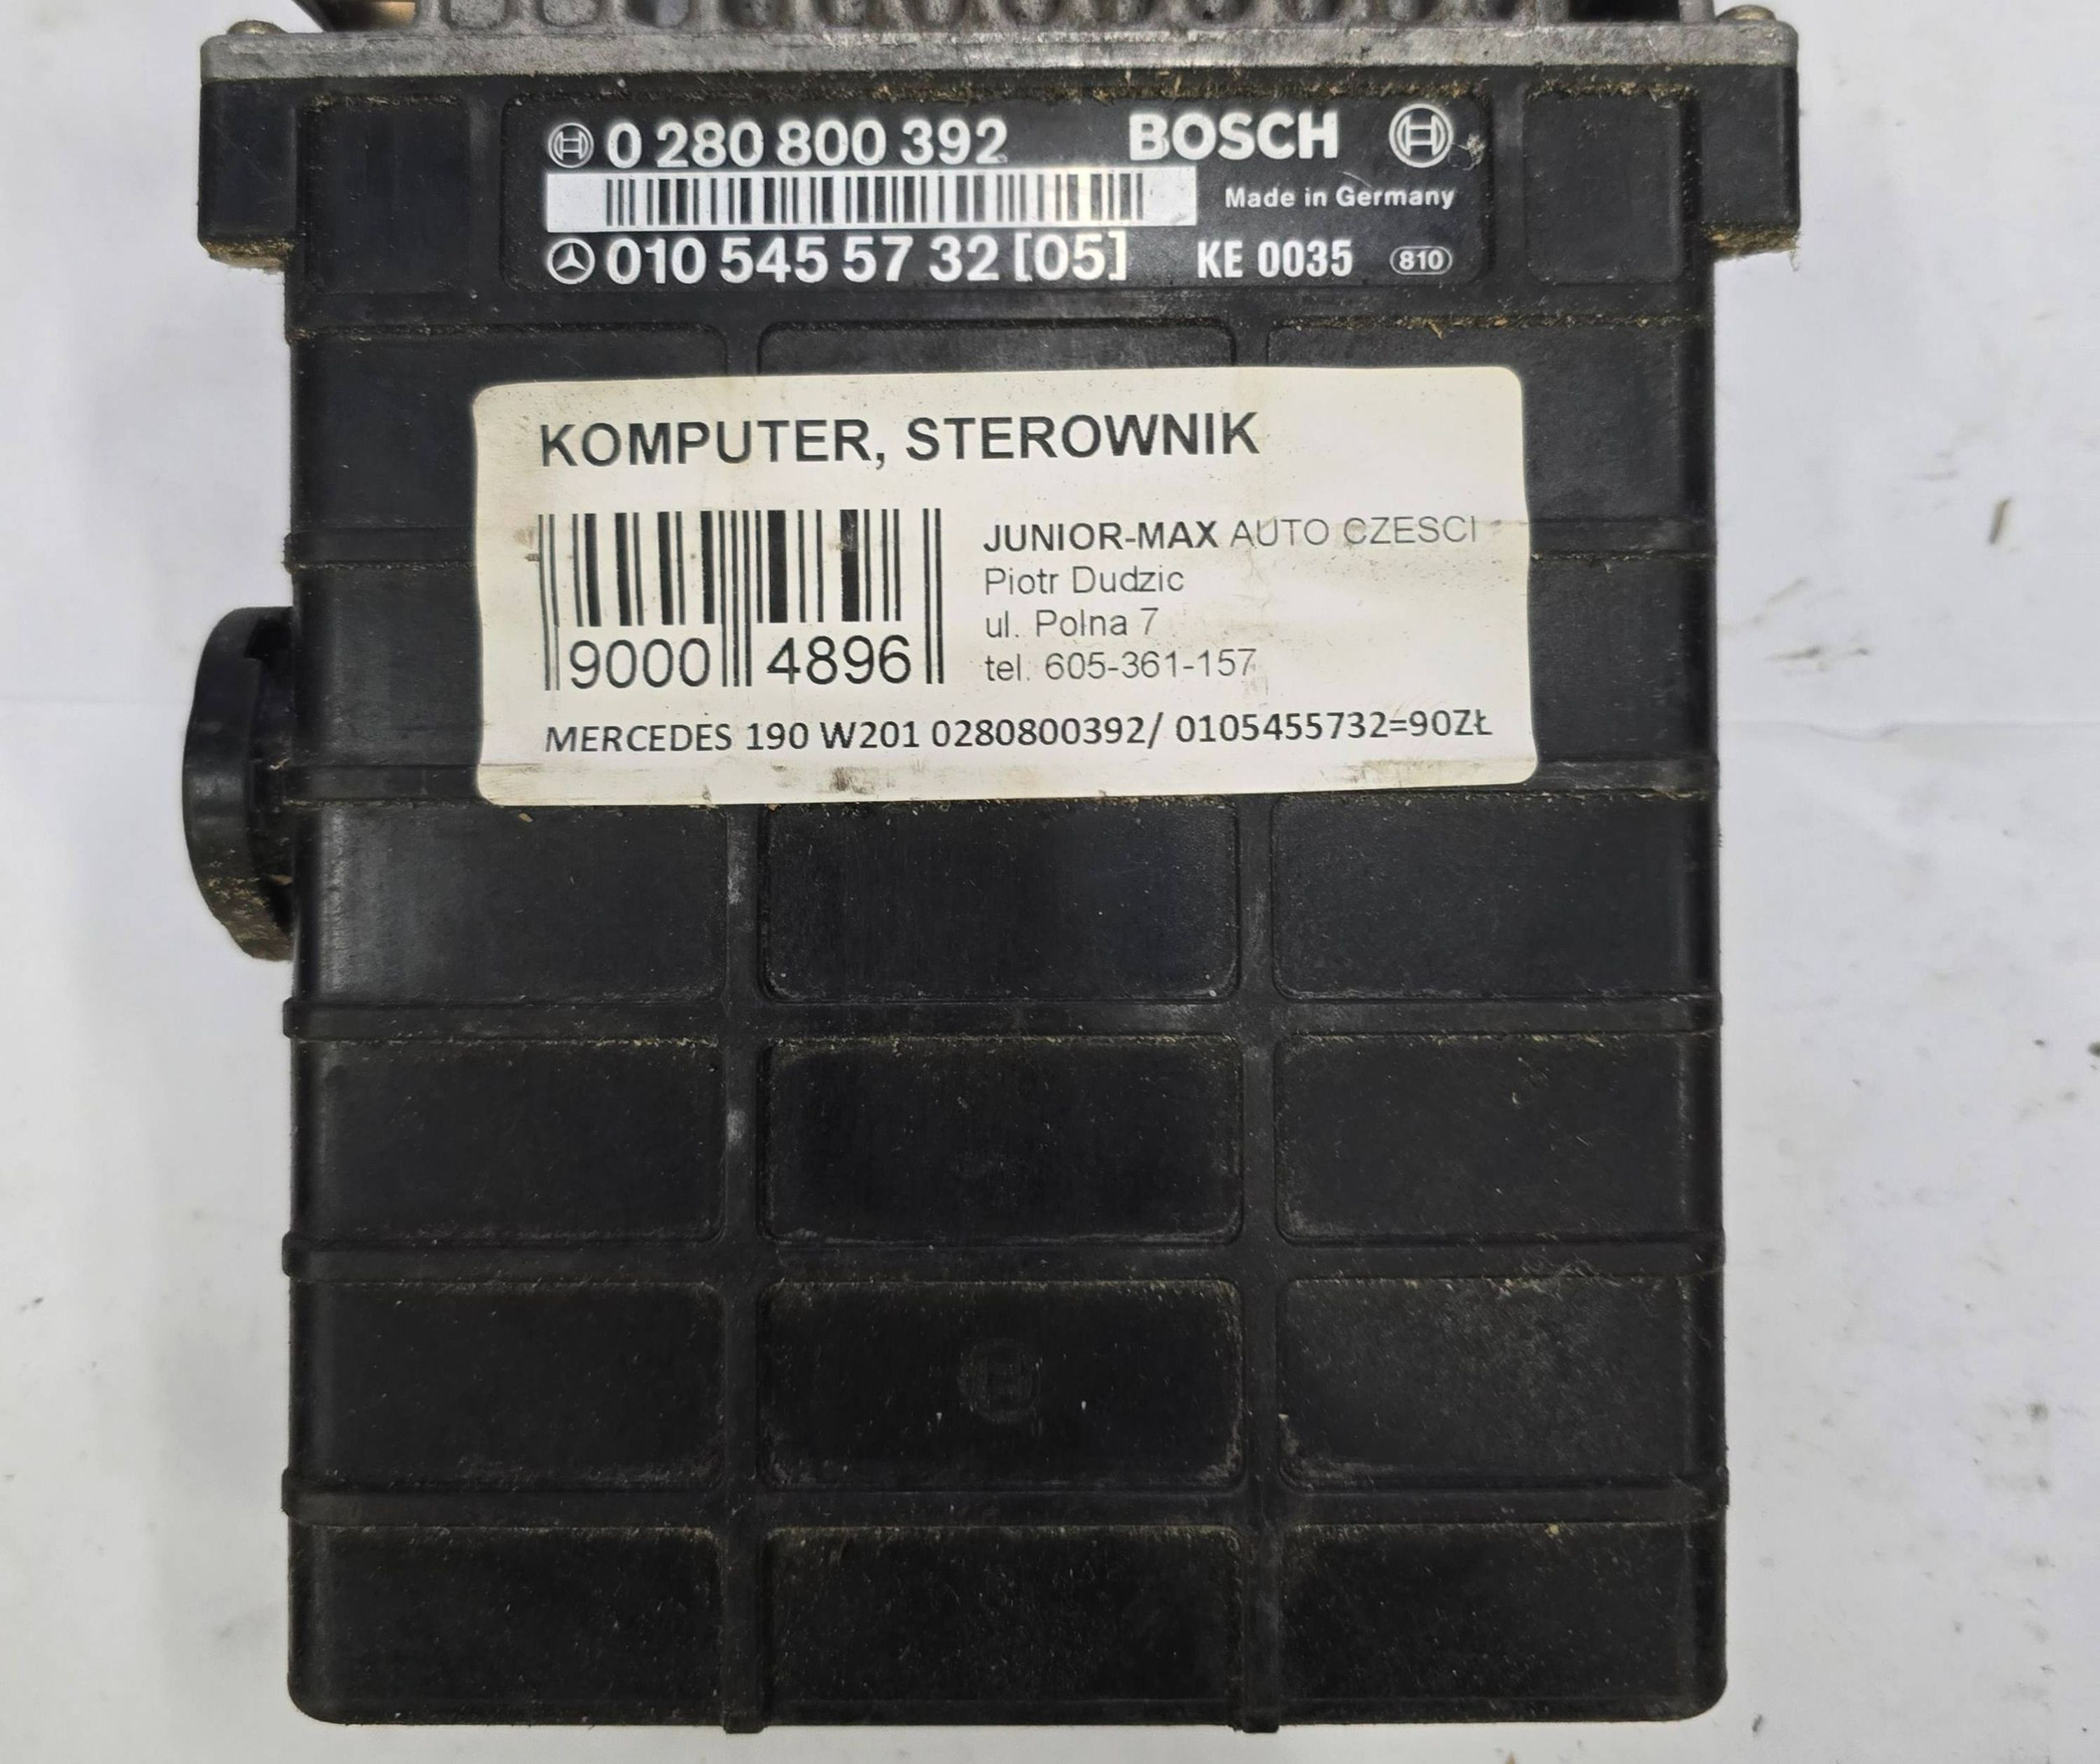 0 280 800 392 BOSCH
Made in Germany
010 545 57 32 [05] KE 0035 810
KOMPUTER, STEROWNIK
JUNIOR-MAX AUTO CZESCI
Piotr Dudzic
ul. Polna 7
tel. 605-361-157
9000 4896
MERCEDES 190 W201 0280800392/ 0105455732=90ZŁ